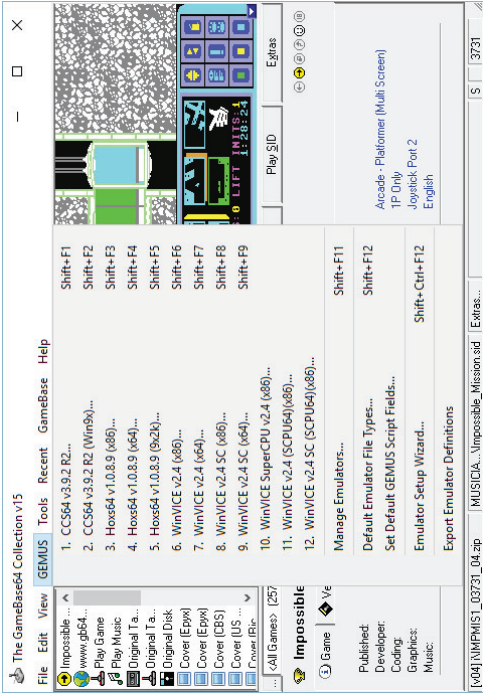 The GameBase64 Collection v15
File Edit View GEMUS Tools Recent GameBase Help
Impossible ...
www.gb64...
Play Game
Play Music
Original Ta...
Original Ta...
Original Disk
Cover (Epyx)
Cover (Epyx)
Cover (CBS)
Cover (US ...
1. CCS64 v3.9.2 R2... Shift+F1
2. CCS64 v3.9.2 R2 (Win9x)... Shift+F2
3. Hoxs64 v1.0.8.9 (x86)... Shift+F3
4. Hoxs64 v1.0.8.9 (x64)... Shift+F4
5. Hoxs64 v1.0.8.9 (9x2k)... Shift+F5
6. WinVICE v2.4 (x86)... Shift+F6
7. WinVICE v2.4 (x64)... Shift+F7
8. WinVICE v2.4 SC (x86)... Shift+F8
9. WinVICE v2.4 SC (x64)... Shift+F9
10. WinVICE SuperCPU v2.4 (x86)...
11. WinVICE v2.4 (SCPU64)(x86)...
12. WinVICE v2.4 SC (SCPU64)(x86)...
Manage Emulators... Shift+F11
Default Emulator File Types... Shift+F12
Set Default GEMUS Script Fields...
Emulator Setup Wizard... Shift+Ctrl+F12
Export Emulator Definitions
S: 0 LIFT INITS: 1
1:28:24
... <All Games> (257
Play SID
Extras
Impossible
Game
Ve
Published:
Developer:
Coding:
Graphics:
Music:
Arcade - Platformer (Multi Screen)
1P Only
Joystick Port 2
English
[v04] <i> IMPMIS1_03731_04.zip
MUSICIA...\Impossible_Mission.sid
Extras...
S
3731